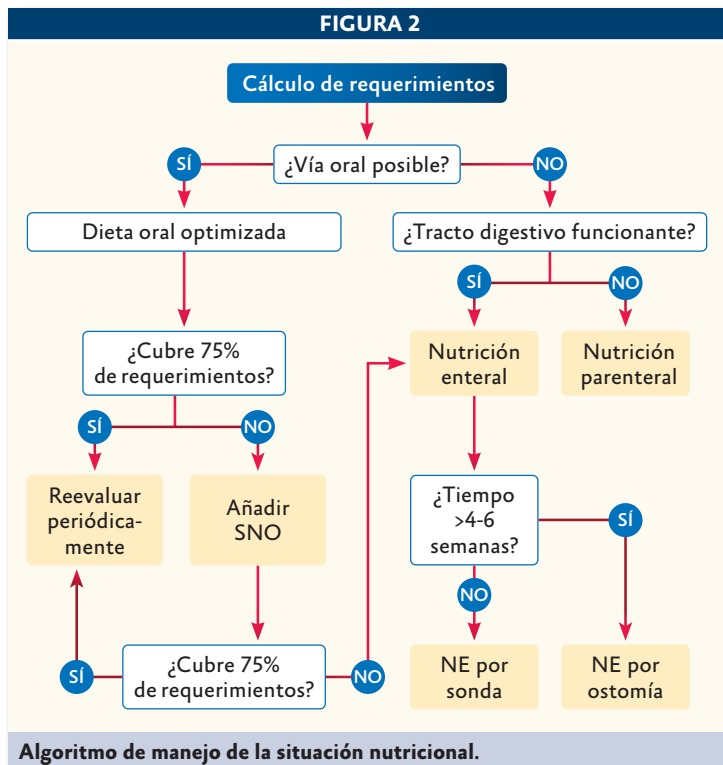 FIGURA 2
Cálculo de requerimientos
¿Vía oral posible?
SÍ
NO
Dieta oral optimizada
¿Tracto digestivo funcionante?
SÍ
NO
¿Cubre 75%
de requerimientos?
Nutrición
enteral
Nutrición
parenteral
SÍ
NO
Reevaluar
periódica-
mente
Añadir
SNO
¿Tiempo
>4-6
semanas?
SÍ
NO
¿Cubre 75%
de requerimientos?
SÍ
NO
NE por
sonda
NE por
ostomía
Algoritmo de manejo de la situación nutricional.